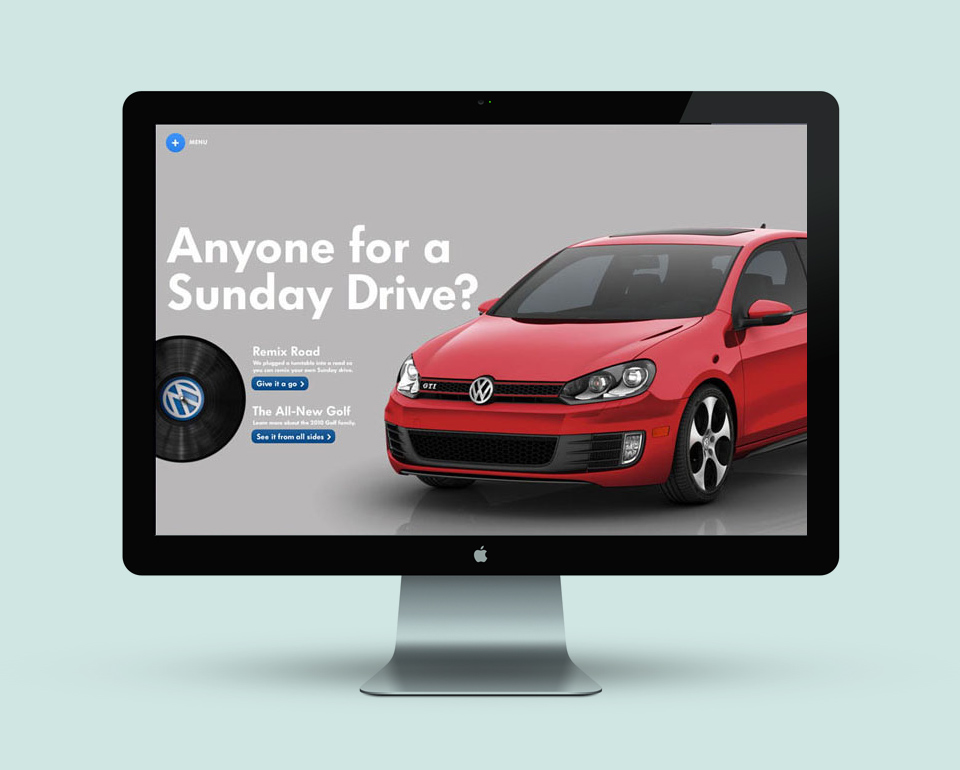 MENU
Anyone for a
Sunday Drive?
Remix Road
We plugged a turntable into a road so
you can remix your own Sunday drive.
Give it a go
The All-New Golf
Learn more about the 2010 Golf family.
See it from all sides
GTI